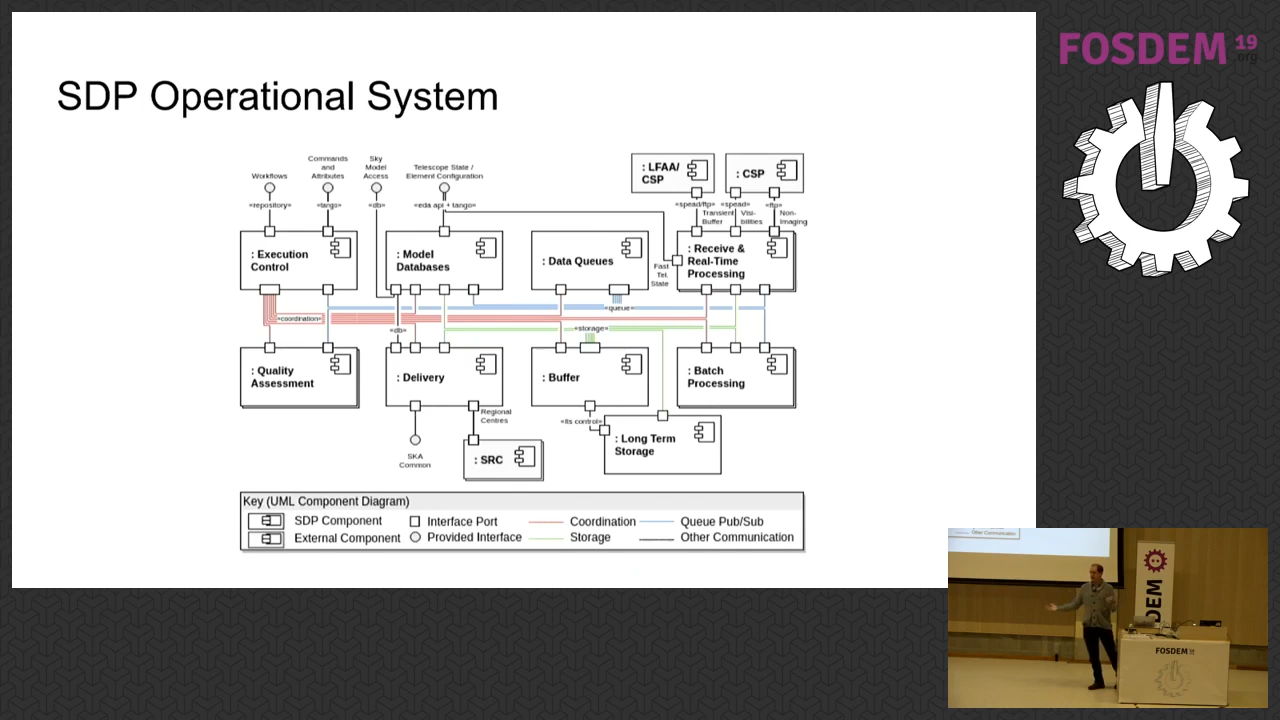 SDP Operational System
FOSDEM 19
.org
Workflows
Commands
and
Attributes
Sky
Model
Access
Telescope State /
Element Configuration
: LFAA/
CSP
: CSP
«repository»
«tango»
«db»
«eda api + tango»
«spead/ftp»
«spead»
«ftp»
Transient
Buffer
Visi-
bilities
Non-
Imaging
: Execution
Control
: Model
Databases
: Data Queues
Fast
Tel.
State
: Receive &
Real-Time
Processing
«queue»
«coordination»
«db»
«storage»
: Quality
Assessment
: Delivery
: Buffer
: Batch
Processing
Regional
Centres
«lts control»
SKA
Common
: SRC
: Long Term
Storage
Key (UML Component Diagram)
SDP Component
Interface Port
Coordination
Queue Pub/Sub
External Component
Provided Interface
Storage
Other Communication
Other Communication
DEM
FOSDEM